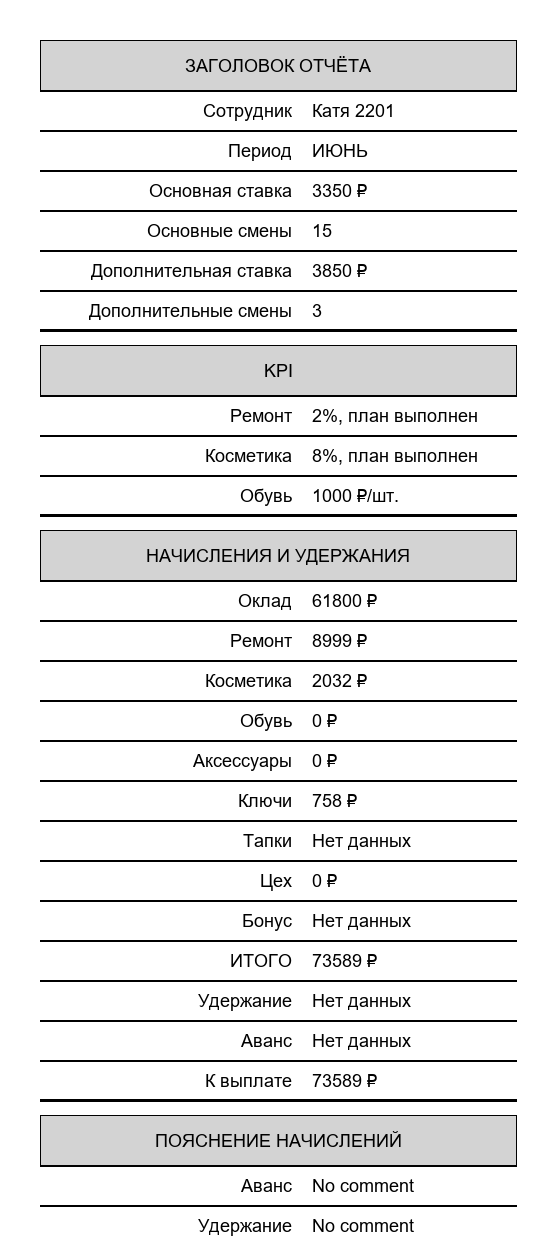 ЗАГОЛОВОК ОТЧЁТА
Сотрудник Катя 2201
Период ИЮНЬ
Основная ставка 3350 ₽
Основные смены 15
Дополнительная ставка 3850 ₽
Дополнительные смены 3
KPI
Ремонт 2%, план выполнен
Косметика 8%, план выполнен
Обувь 1000 ₽/шт.
НАЧИСЛЕНИЯ И УДЕРЖАНИЯ
Оклад 61800 ₽
Ремонт 8999 ₽
Косметика 2032 ₽
Обувь 0 ₽
Аксессуары 0 ₽
Ключи 758 ₽
Тапки Нет данных
Цех 0 ₽
Бонус Нет данных
ИТОГО 73589 ₽
Удержание Нет данных
Аванс Нет данных
К выплате 73589 ₽
ПОЯСНЕНИЕ НАЧИСЛЕНИЙ
Аванс No comment
Удержание No comment